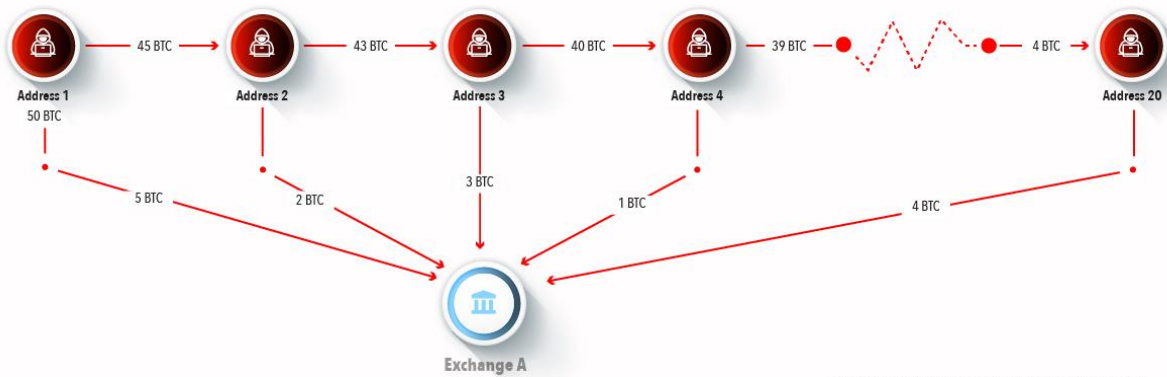 45 BTC
43 BTC
40 BTC
39 BTC
4 BTC
Address 1
Address 2
Address 3
Address 4
Address 20
50 BTC
5 BTC
2 BTC
3 BTC
1 BTC
4 BTC
Exchange A